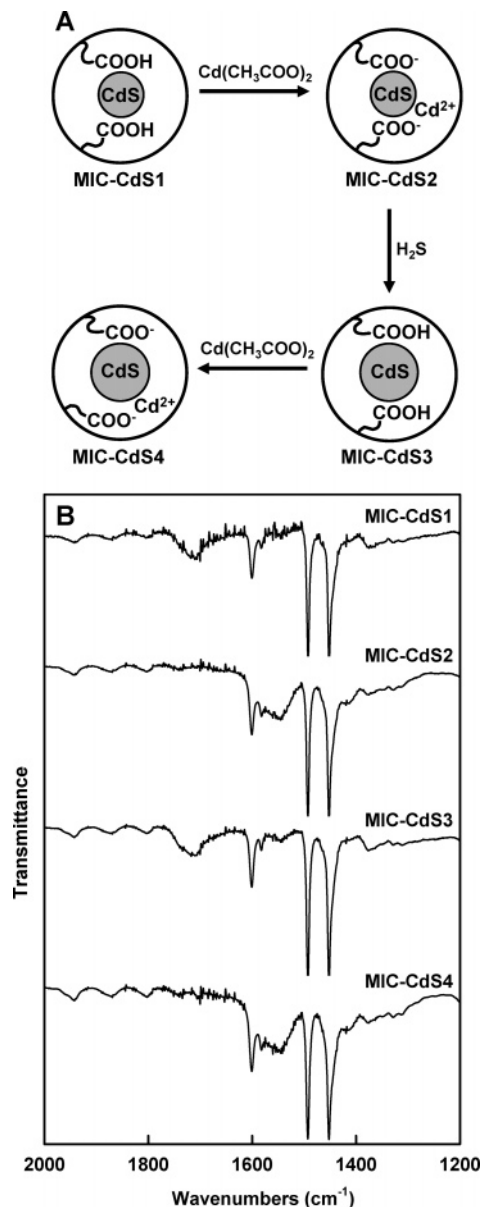 A
COOH
CdS
COOH
MIC-CdS1
Cd(CH₃COO)₂
COO⁻
CdS
Cd²⁺
COO⁻
MIC-CdS2
H₂S
COO⁻
CdS
Cd²⁺
COO⁻
MIC-CdS4
Cd(CH₃COO)₂
COOH
CdS
COOH
MIC-CdS3
B
MIC-CdS1
MIC-CdS2
MIC-CdS3
MIC-CdS4
Transmittance
2000 1800 1600 1400 1200
Wavenumbers (cm⁻¹)